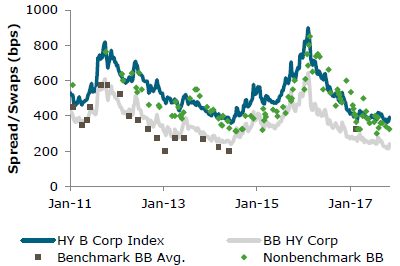 Spread/Swaps (bps)
1000
800
600
400
200
0
Jan-11 Jan-13 Jan-15 Jan-17
HY B Corp Index BB HY Corp
Benchmark BB Avg. Nonbenchmark BB